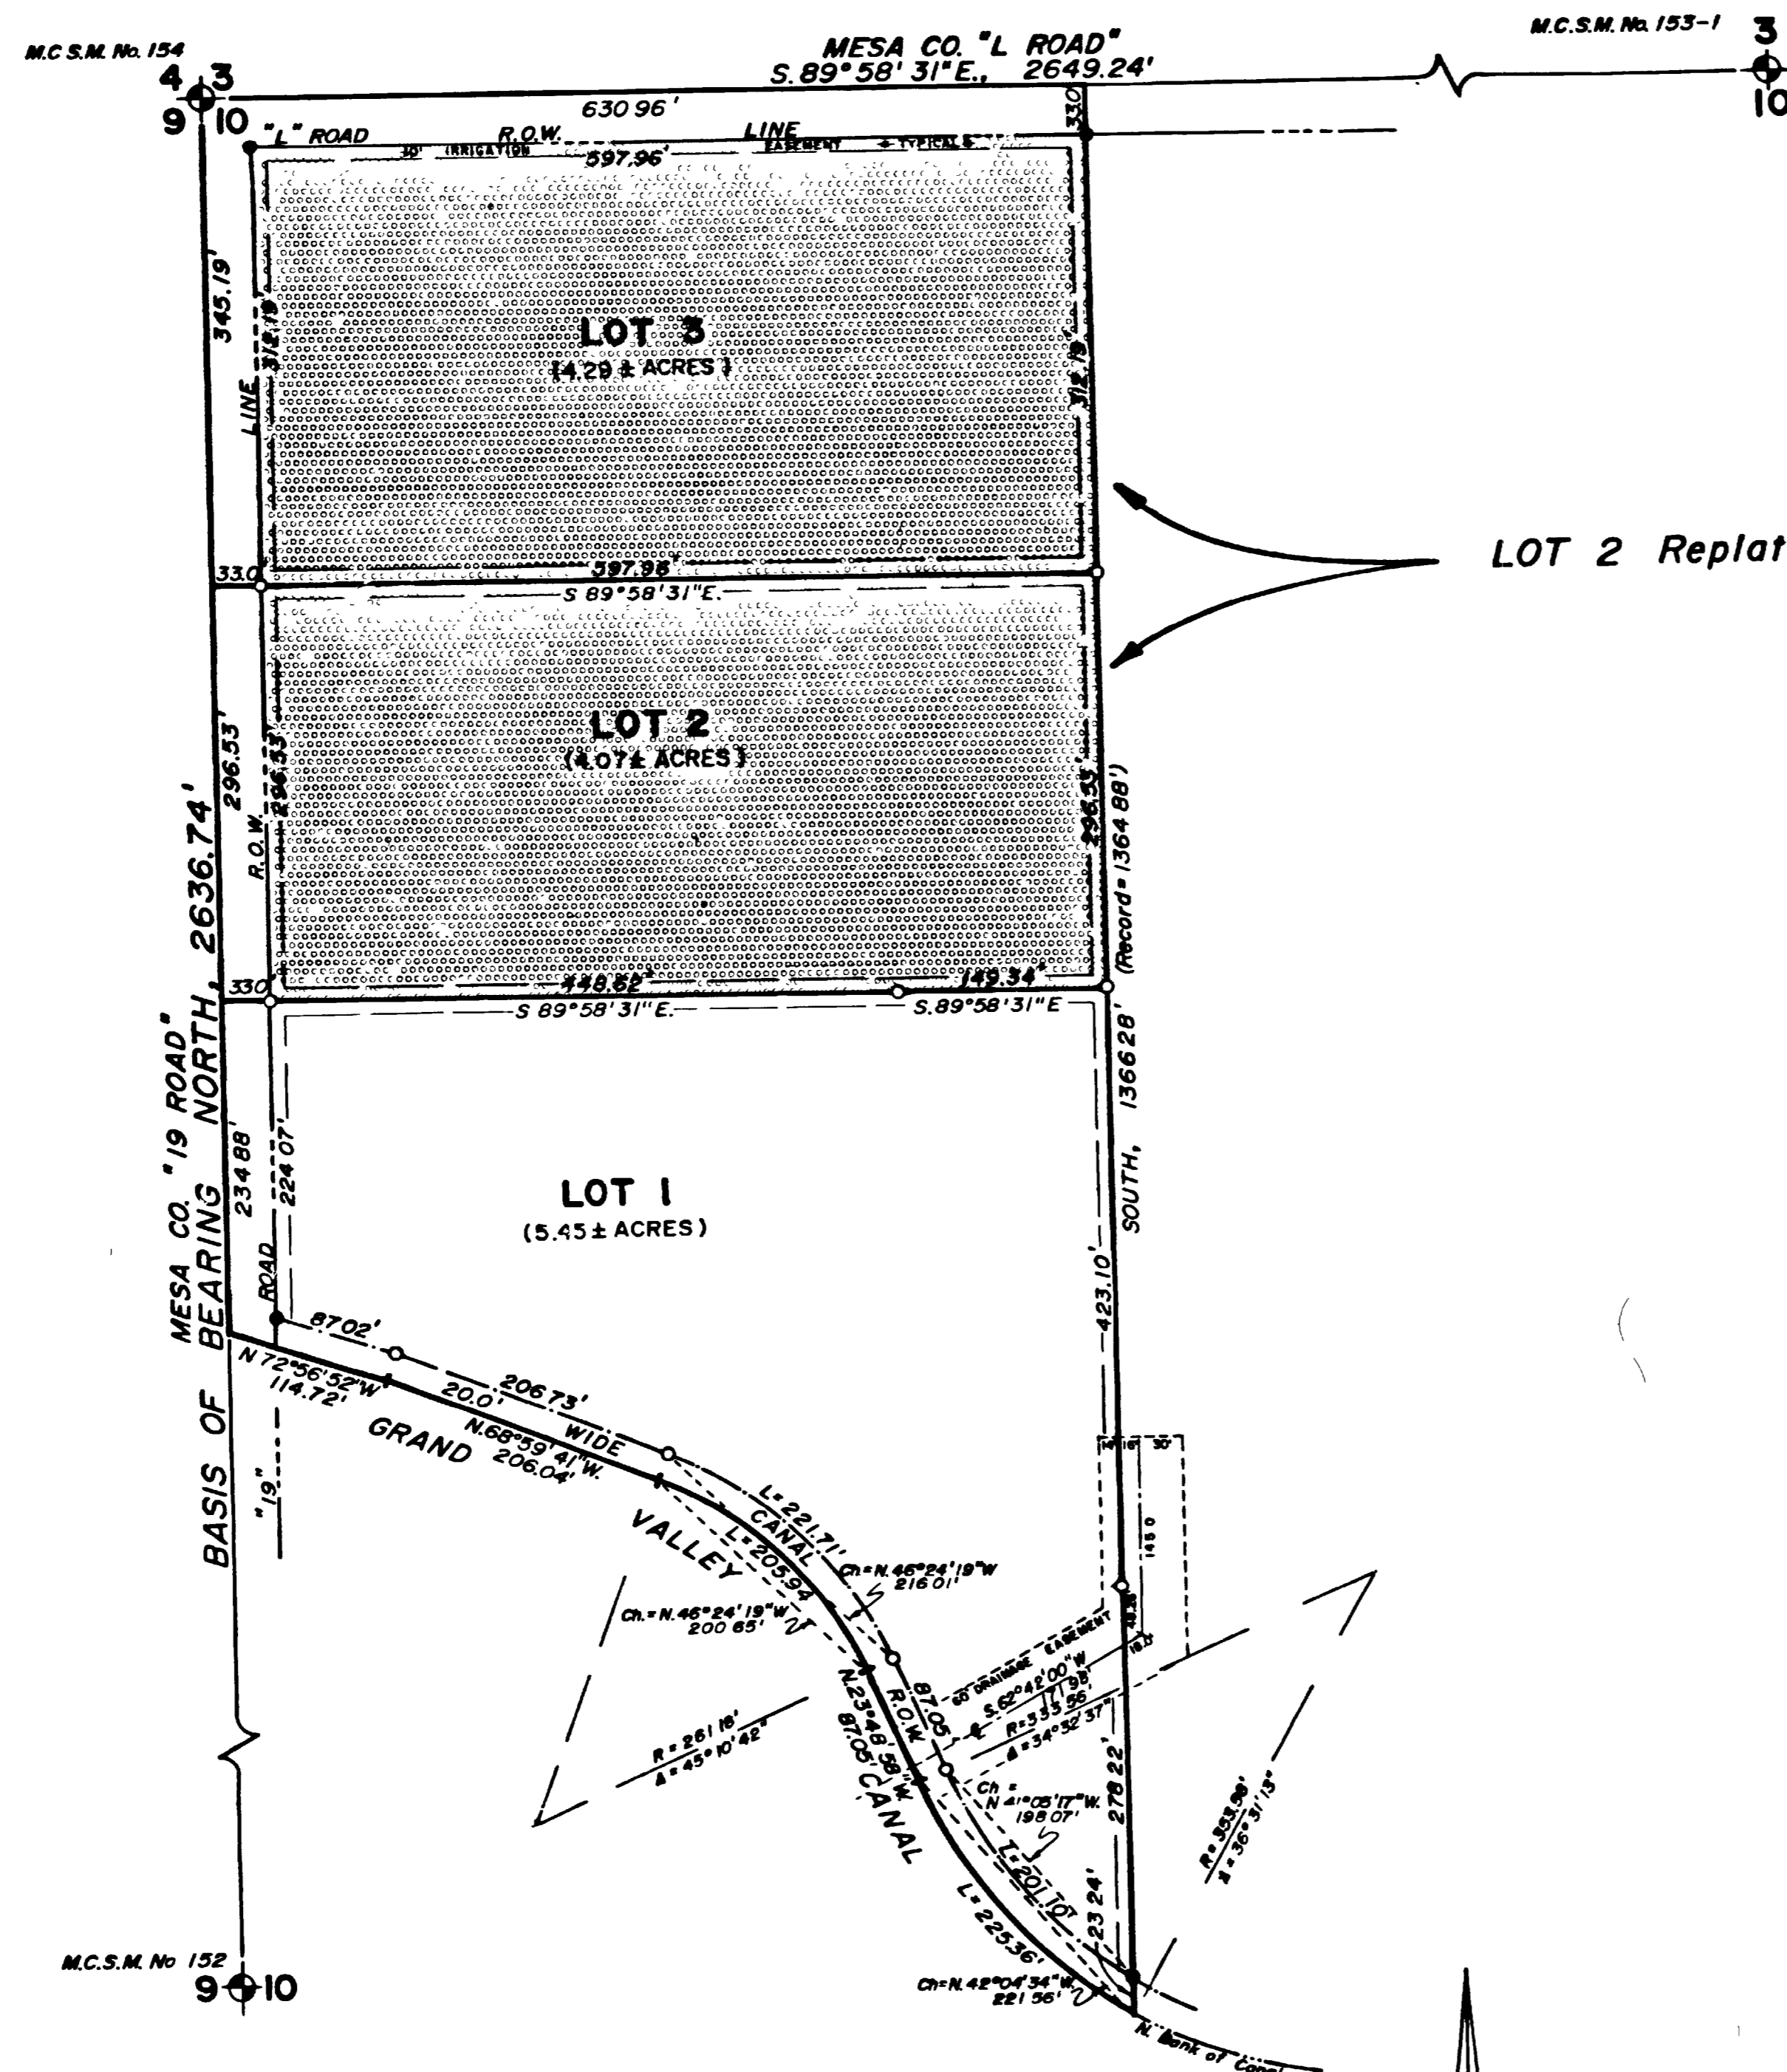 M.C S.M. No. 154
MESA CO. "L ROAD"
M.C.S.M. No. 153-1
S. 89° 58' 31" E., 2649.24'
4 3
9 10
3
10
630 96'
33.0'
"L" ROAD R.O.W. LINE
IRRIGATION EASEMENT TYPICAL
597.96'
345.19'
312.19'
LINE
LOT 3
(4.29 ± ACRES)
312.19'
LOT 2 Replat
33.0'
597.96'
S 89° 58' 31" E.
296.53'
R.O.W.
296.53'
LOT 2
(4.07± ACRES)
296.53'
(Record = 1364 88')
330'
448.62'
149.34'
S 89° 58' 31" E.
S. 89° 58' 31" E
MESA CO. "19 ROAD"
BASIS OF BEARING NORTH, 2636.74'
234 88'
224 07'
ROAD
LOT 1
(5.45 ± ACRES)
SOUTH, 1366 28'
423.10'
87.02'
N 72° 56' 52" W
114.72'
20.0'
206 73'
WIDE
N. 68° 59' 41" W.
206.04'
GRAND
VALLEY
CANAL
"19"
L= 221.71'
CANAL
L= 205.94
Ch= N. 46° 24' 19" W
216 01'
Ch. = N. 46° 24' 19" W
200 65'
14' 16' 30'
145 0
60' DRAINAGE EASEMENT
S. 62° 42' 00" W
171 98'
R= 333 56'
Δ = 34° 32' 37"
87.05
R.O.W.
N. 23° 48' 58" W.
87.05'
R = 261 16'
Δ = 45° 10' 42"
Ch =
N 41° 05' 17" W.
198 07'
278 22'
R= 353.56'
Δ = 36° 31' 13"
L= 201 10'
23 24'
L= 225.36'
Ch= N. 42° 04' 34" W.
221 56'
M.C.S.M. No 152
9 10
N. Bank of Canal